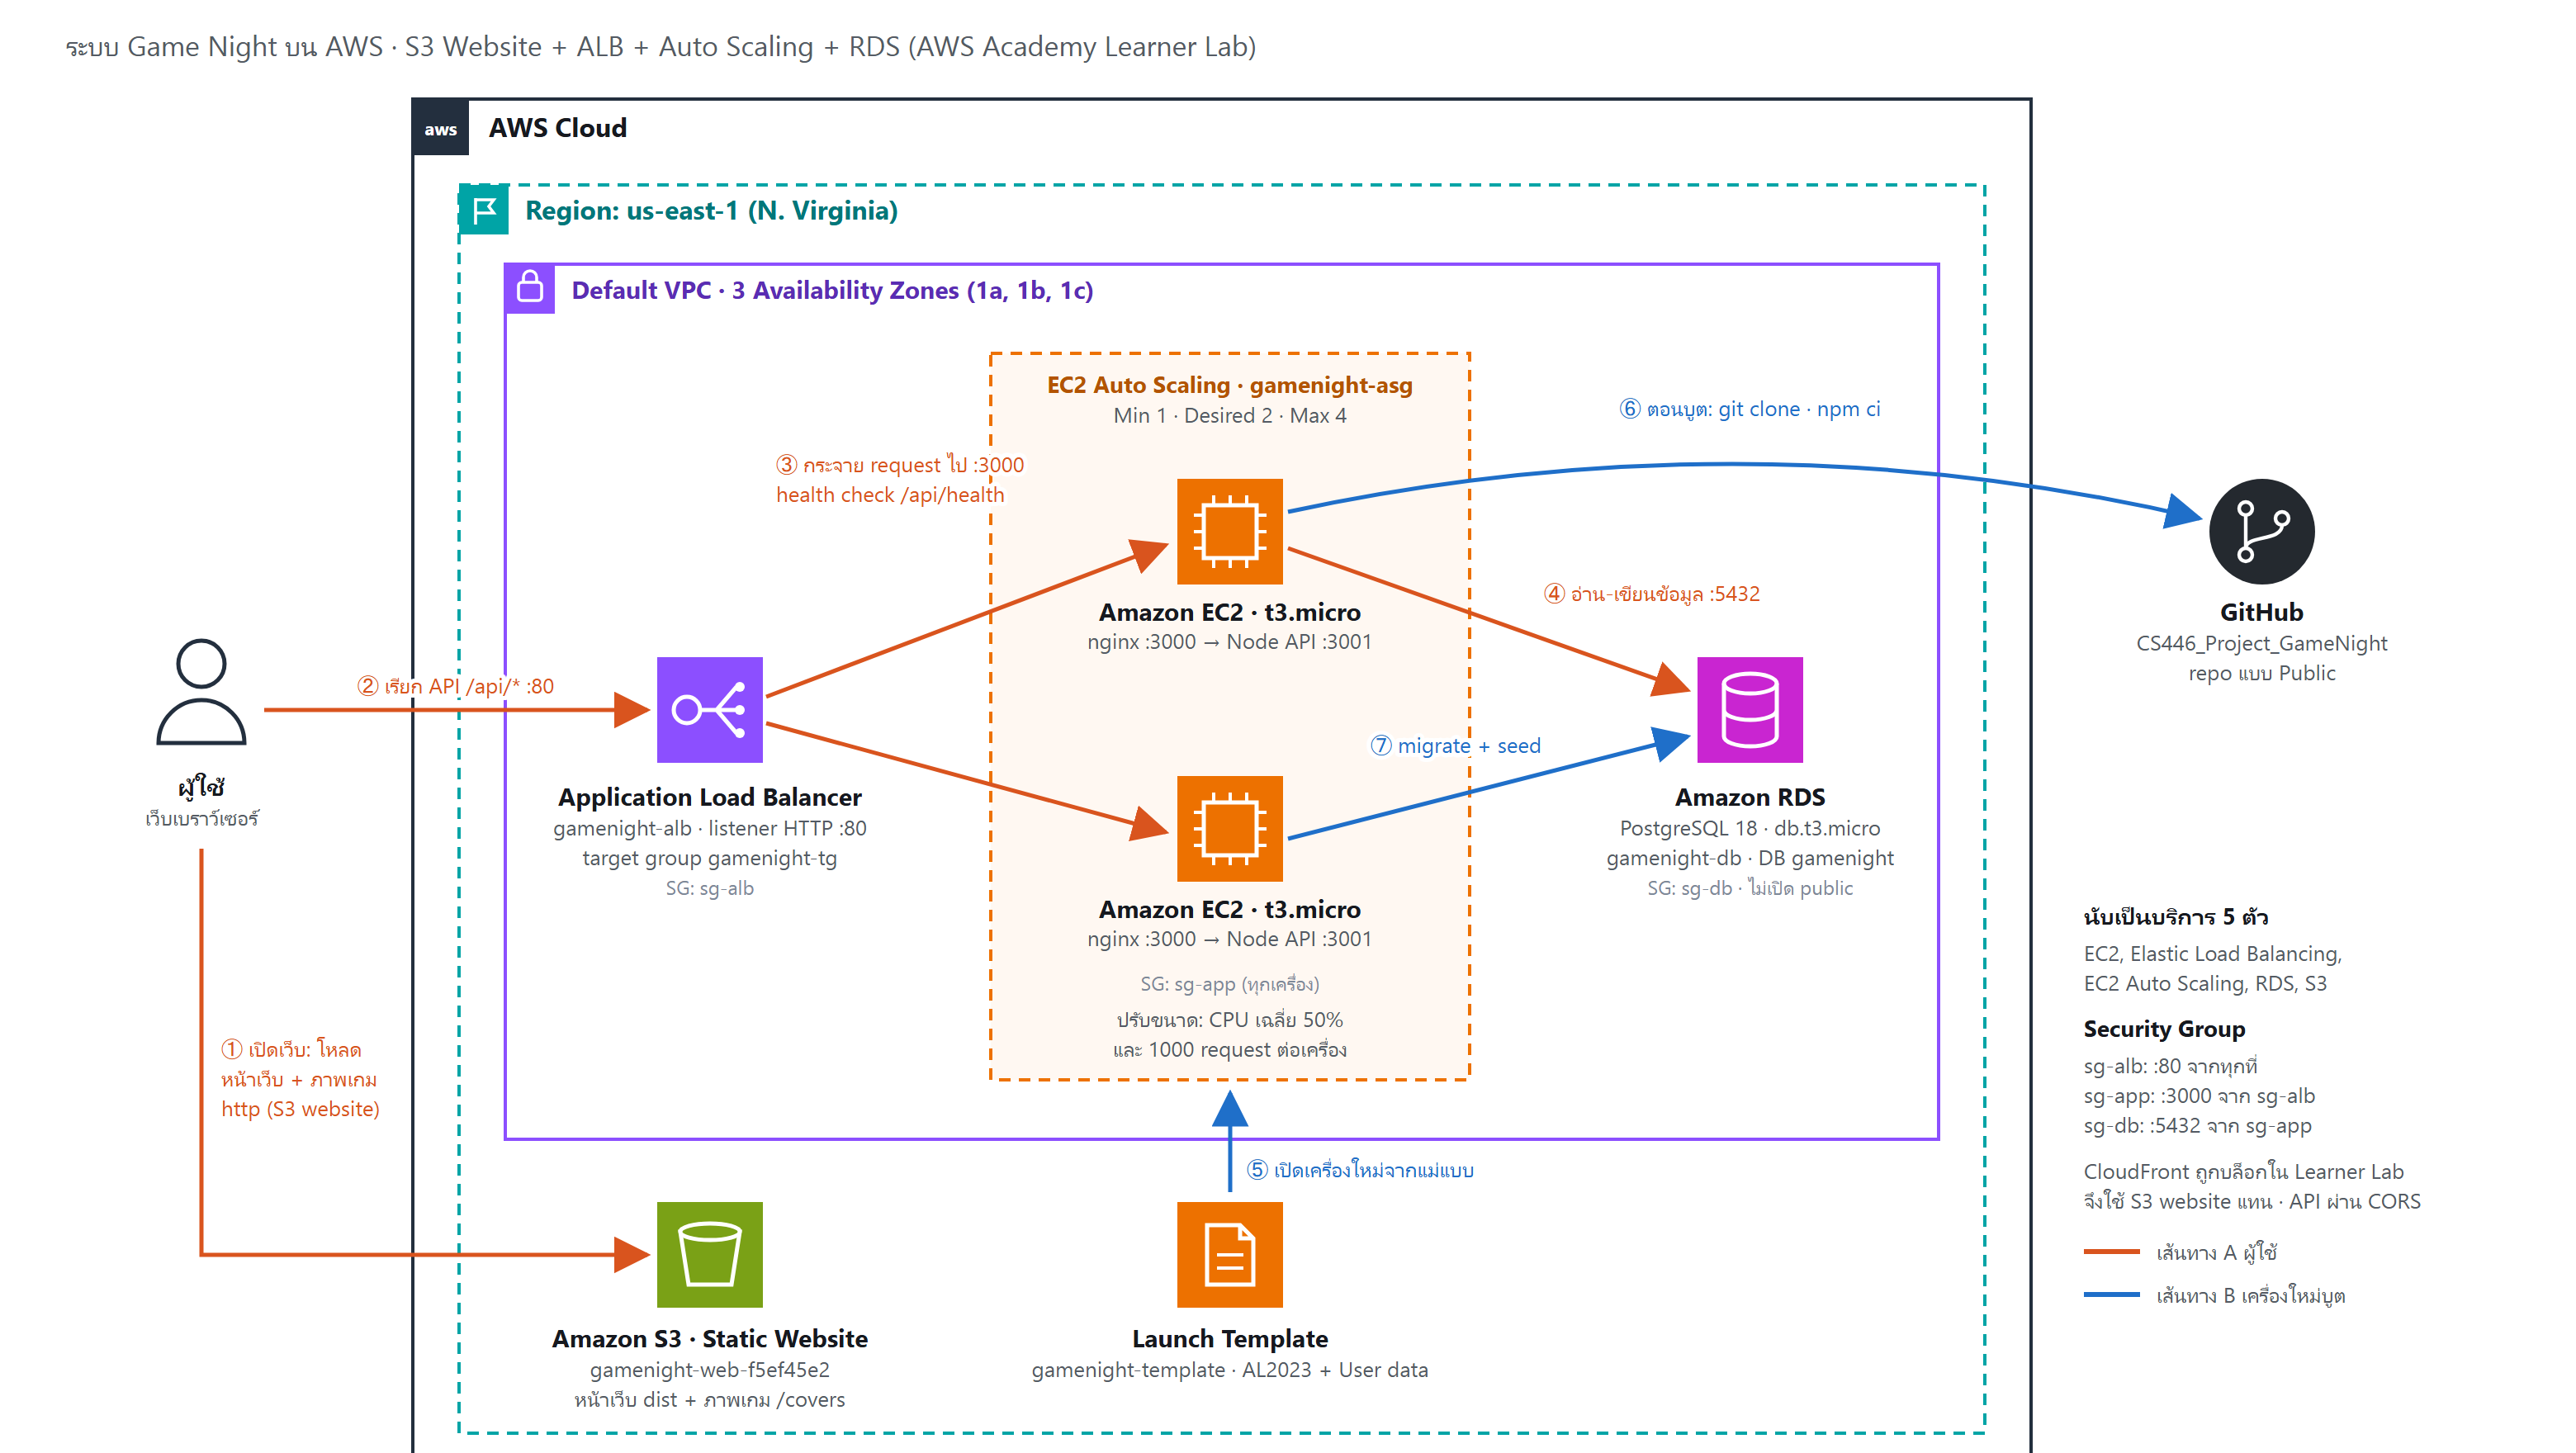 ระบบ Game Night บน AWS · S3 Website + ALB + Auto Scaling + RDS (AWS Academy Learner Lab)
aws
AWS Cloud
Region: us-east-1 (N. Virginia)
Default VPC · 3 Availability Zones (1a, 1b, 1c)
EC2 Auto Scaling · gamenight-asg
Min 1 · Desired 2 · Max 4
⑥ ตอนบูต: git clone · npm ci
③ กระจาย request ไป :3000
health check /api/health
④ อ่าน-เขียนข้อมูล :5432
Amazon EC2 · t3.micro
nginx :3000 → Node API :3001
GitHub
CS446_Project_GameNight
repo แบบ Public
② เรียก API /api/* :80
⑦ migrate + seed
ผู้ใช้
เว็บเบราว์เซอร์
Application Load Balancer
gamenight-alb · listener HTTP :80
target group gamenight-tg
SG: sg-alb
Amazon RDS
PostgreSQL 18 · db.t3.micro
gamenight-db · DB gamenight
SG: sg-db · ไม่เปิด public
Amazon EC2 · t3.micro
nginx :3000 → Node API :3001
SG: sg-app (ทุกเครื่อง)
ปรับขนาด: CPU เฉลี่ย 50%
และ 1000 request ต่อเครื่อง
① เปิดเว็บ: โหลด
หน้าเว็บ + ภาพเกม
http (S3 website)
⑤ เปิดเครื่องใหม่จากแม่แบบ
Amazon S3 · Static Website
gamenight-web-f5ef45e2
หน้าเว็บ dist + ภาพเกม /covers
Launch Template
gamenight-template · AL2023 + User data
นับเป็นบริการ 5 ตัว
EC2, Elastic Load Balancing,
EC2 Auto Scaling, RDS, S3
Security Group
sg-alb: :80 จากทุกที่
sg-app: :3000 จาก sg-alb
sg-db: :5432 จาก sg-app
CloudFront ถูกบล็อกใน Learner Lab
จึงใช้ S3 website แทน · API ผ่าน CORS
เส้นทาง A ผู้ใช้
เส้นทาง B เครื่องใหม่บูต